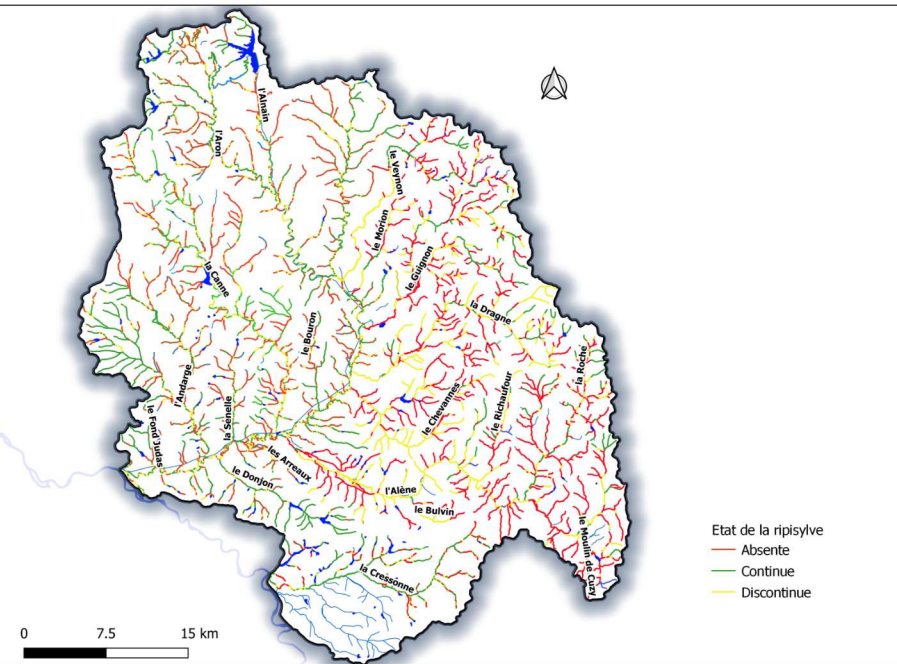 l'Alnain
l'Aron
le Veynon
le Morion
le Guignon
la Canne
la Dragne
le Bouron
la Roche
l'Andarge
le Chevannes
le Richaufour
la Senelle
le Fond Judas
les Arreaux
le Donjon
l'Alène
le Bulvin
le Moulin de Cuzy
la Cressonne
Etat de la ripisylve
Absente
Continue
Discontinue
0 7.5 15 km